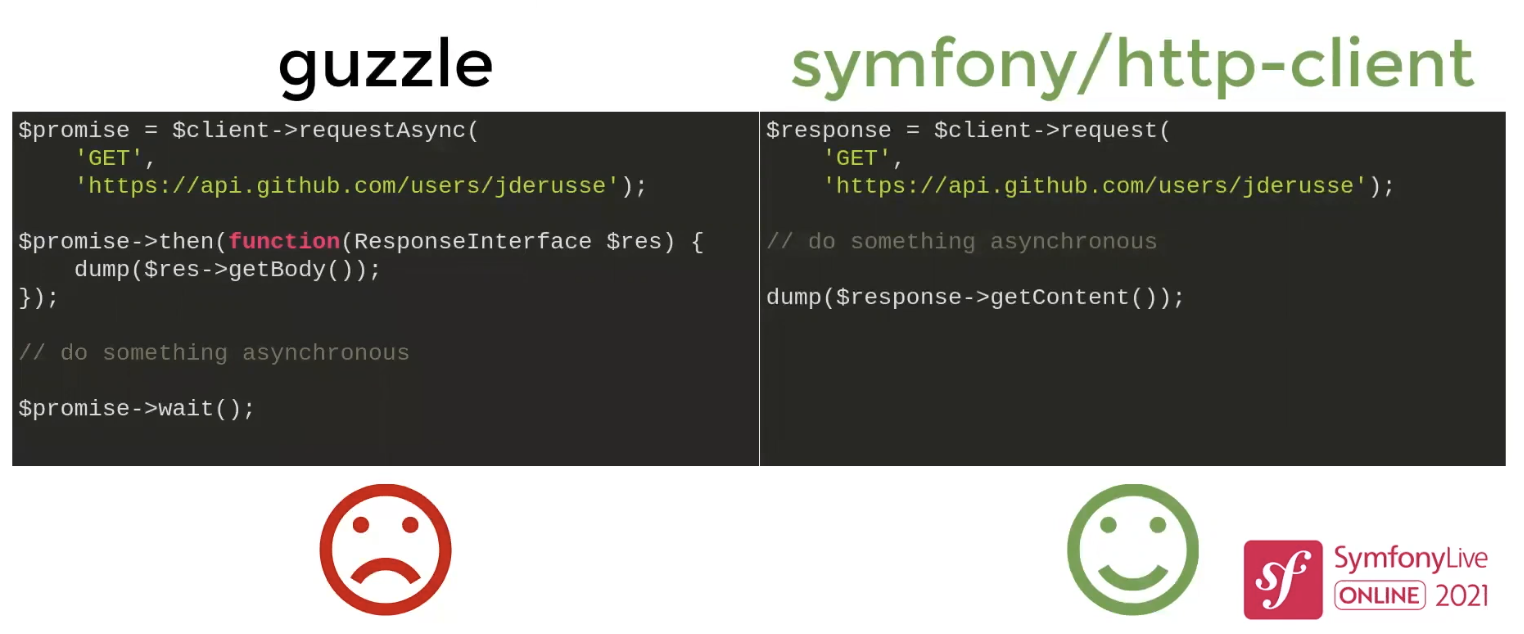 guzzle
$promise = $client->requestAsync(
    'GET',
    'https://api.github.com/users/jderusse');

$promise->then(function(ResponseInterface $res) {
    dump($res->getBody());
});

// do something asynchronous

$promise->wait();
symfony/http-client
$response = $client->request(
    'GET',
    'https://api.github.com/users/jderusse');

// do something asynchronous

dump($response->getContent());
sf
SymfonyLive
ONLINE 2021